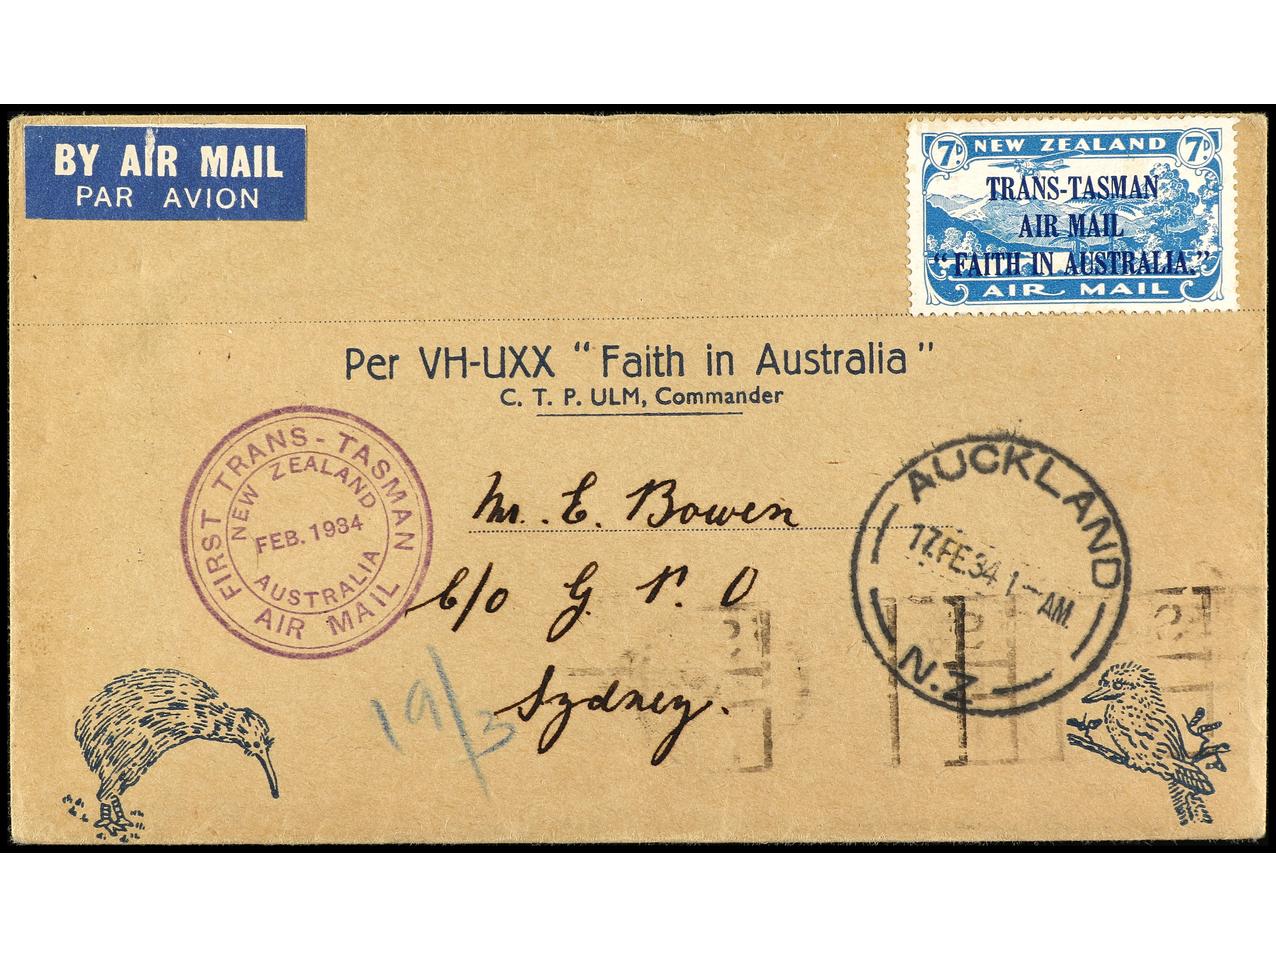 BY AIR MAIL
PAR AVION
7D NEW ZEALAND 7D
TRANS-TASMAN
AIR MAIL
"FAITH IN AUSTRALIA."
AIR MAIL
Per VH-UXX "Faith in Australia"
C. T. P. ULM, Commander
FIRST TRANS-TASMAN
AIR MAIL
NEW ZEALAND
FEB. 1934
AUSTRALIA
AUCKLAND
17.FE.34 1-AM.
N.Z
Mr. E. Bowen
C/o G. P. O
Sydney.
19/3